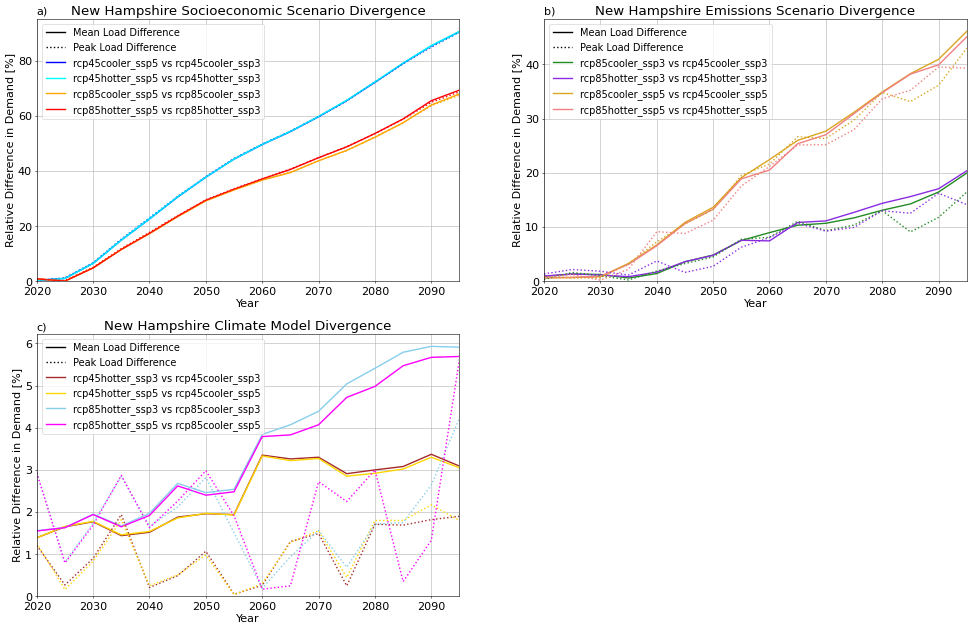 a) New Hampshire Socioeconomic Scenario Divergence
Relative Difference in Demand [%]
80
60
40
20
0
Mean Load Difference
Peak Load Difference
rcp45cooler_ssp5 vs rcp45cooler_ssp3
rcp45hotter_ssp5 vs rcp45hotter_ssp3
rcp85cooler_ssp5 vs rcp85cooler_ssp3
rcp85hotter_ssp5 vs rcp85hotter_ssp3
2020 2030 2040 2050 2060 2070 2080 2090
Year
b) New Hampshire Emissions Scenario Divergence
Relative Difference in Demand [%]
40
30
20
10
0
Mean Load Difference
Peak Load Difference
rcp85cooler_ssp3 vs rcp45cooler_ssp3
rcp85hotter_ssp3 vs rcp45hotter_ssp3
rcp85cooler_ssp5 vs rcp45cooler_ssp5
rcp85hotter_ssp5 vs rcp45hotter_ssp5
2020 2030 2040 2050 2060 2070 2080 2090
Year
c) New Hampshire Climate Model Divergence
Relative Difference in Demand [%]
6
5
4
3
2
1
0
Mean Load Difference
Peak Load Difference
rcp45hotter_ssp3 vs rcp45cooler_ssp3
rcp45hotter_ssp5 vs rcp45cooler_ssp5
rcp85hotter_ssp3 vs rcp85cooler_ssp3
rcp85hotter_ssp5 vs rcp85cooler_ssp5
2020 2030 2040 2050 2060 2070 2080 2090
Year